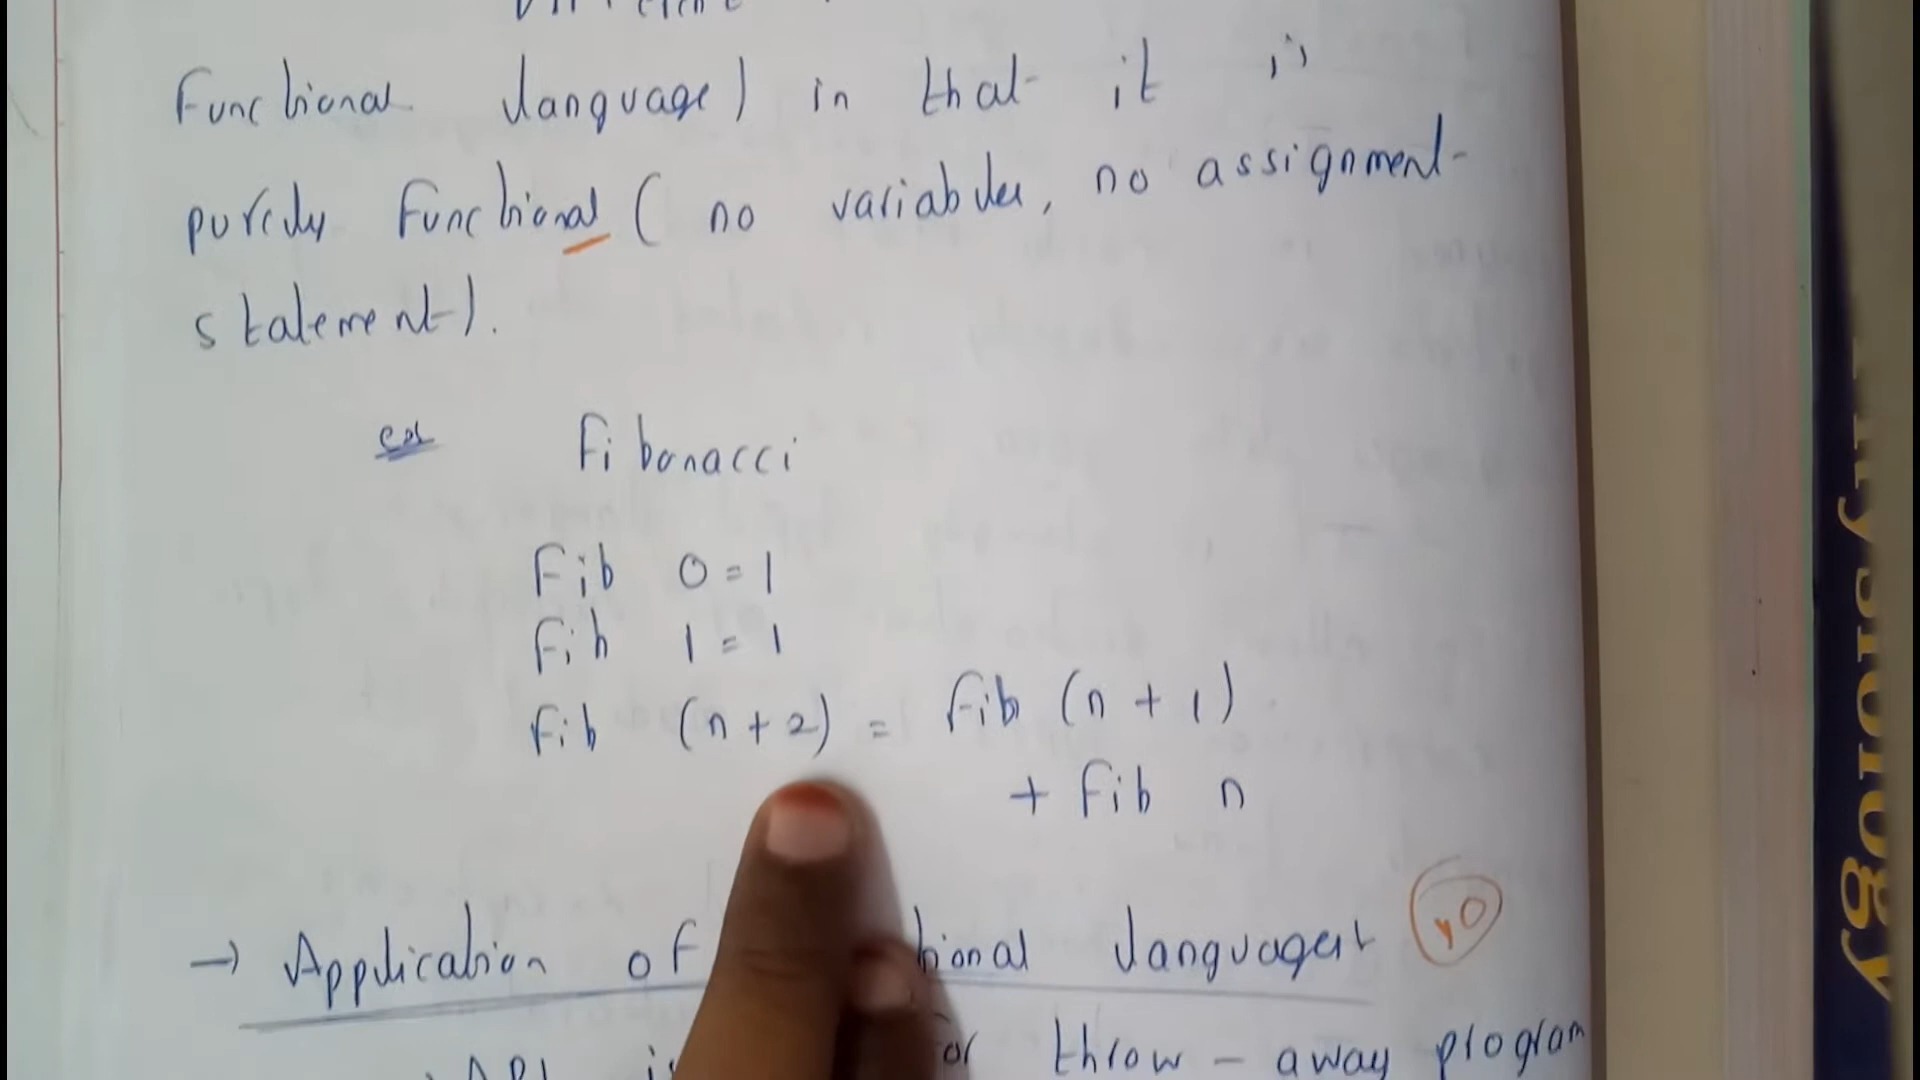 Functional language) in that it is
purely Functional ( no variables, no assignment
statement).
ex Fibonacci
Fib 0 = 1
Fib 1 = 1
Fib (n + 2) = Fib (n + 1)
+ Fib n
→ Application of languages
throw - away program